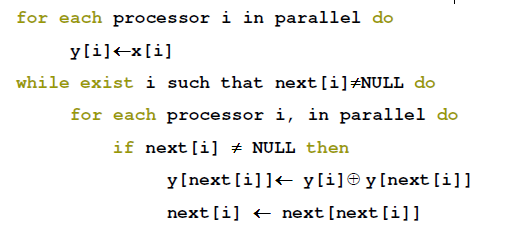 for each processor i in parallel do
y[i]←x[i]
while exist i such that next[i]≠NULL do
for each processor i, in parallel do
if next[i] ≠ NULL then
y[next[i]]← y[i]⊕y[next[i]]
next[i] ← next[next[i]]